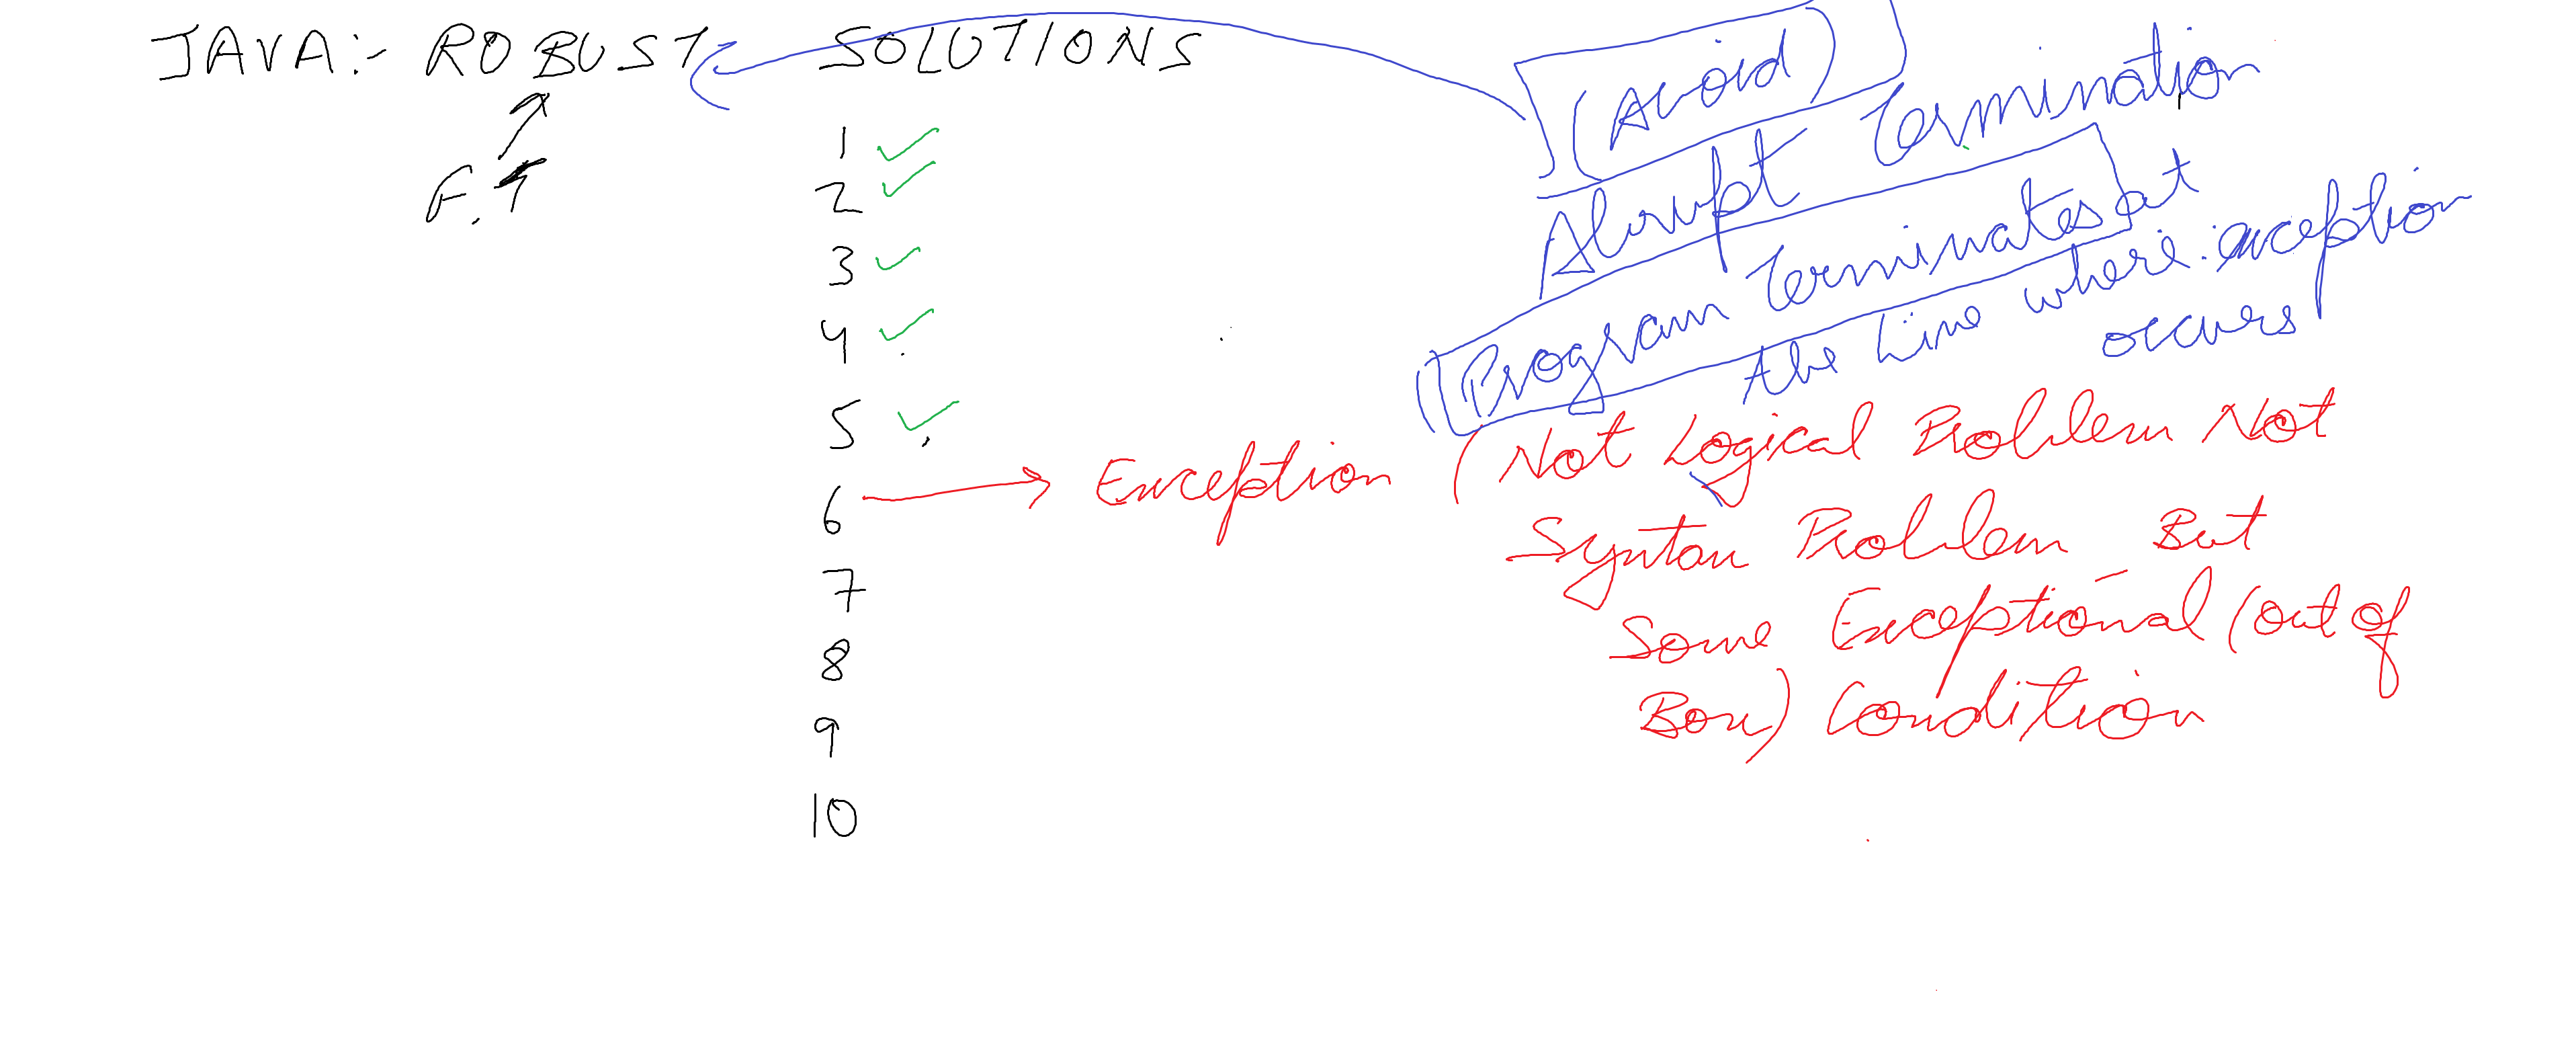 JAVA:- ROBUST SOLUTIONS
F.T
1
2
3
4
5
6
7
8
9
10
(Avoid)
Abrupt Termination
(Program Terminates at
the line where exception
occurs
Exception (Not Logical Problem Not
Syntax Problem But
Some Exceptional (out of
Box) Condition